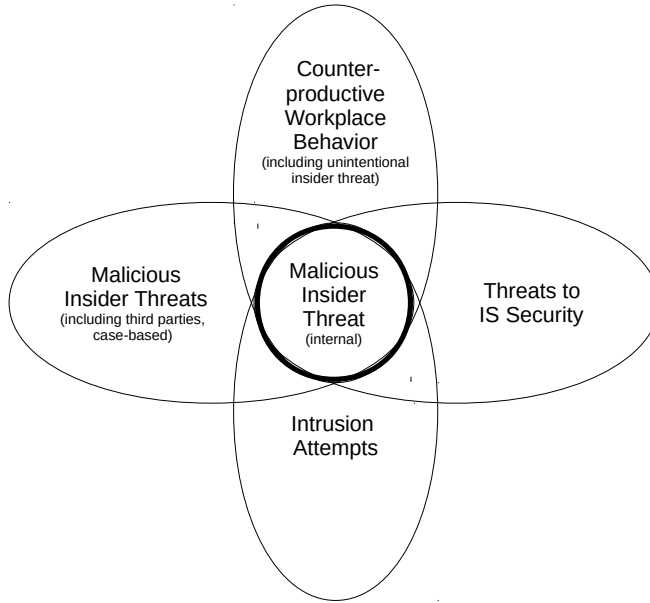 Counter-
productive
Workplace
Behavior
(including unintentional
insider threat)
Malicious
Insider Threats
(including third parties,
case-based)
Malicious
Insider
Threat
(internal)
Threats to
IS Security
Intrusion
Attempts